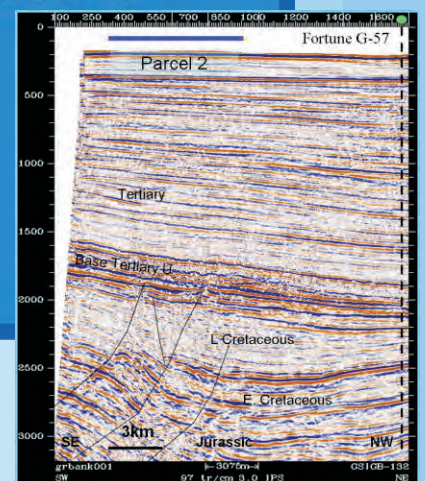 100 250 400 550 700 850 1000 1200 1400 1600
Fortune G-57
0
Parcel 2
500
1000
Tertiary
1500
Base Tertiary U.
2000
L Cretaceous
2500
E Cretaceous
3000
SE 3km Jurassic NW
grbank001 |-3075m-| GSIGB-132
SW 97 tr/cm 3.0 IPS NE